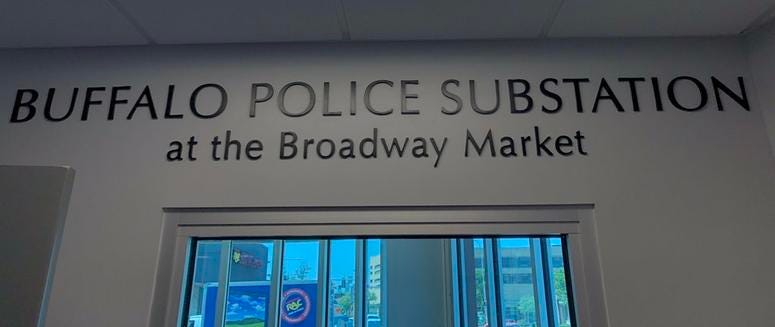 BUFFALO POLICE SUBSTATION
at the Broadway Market